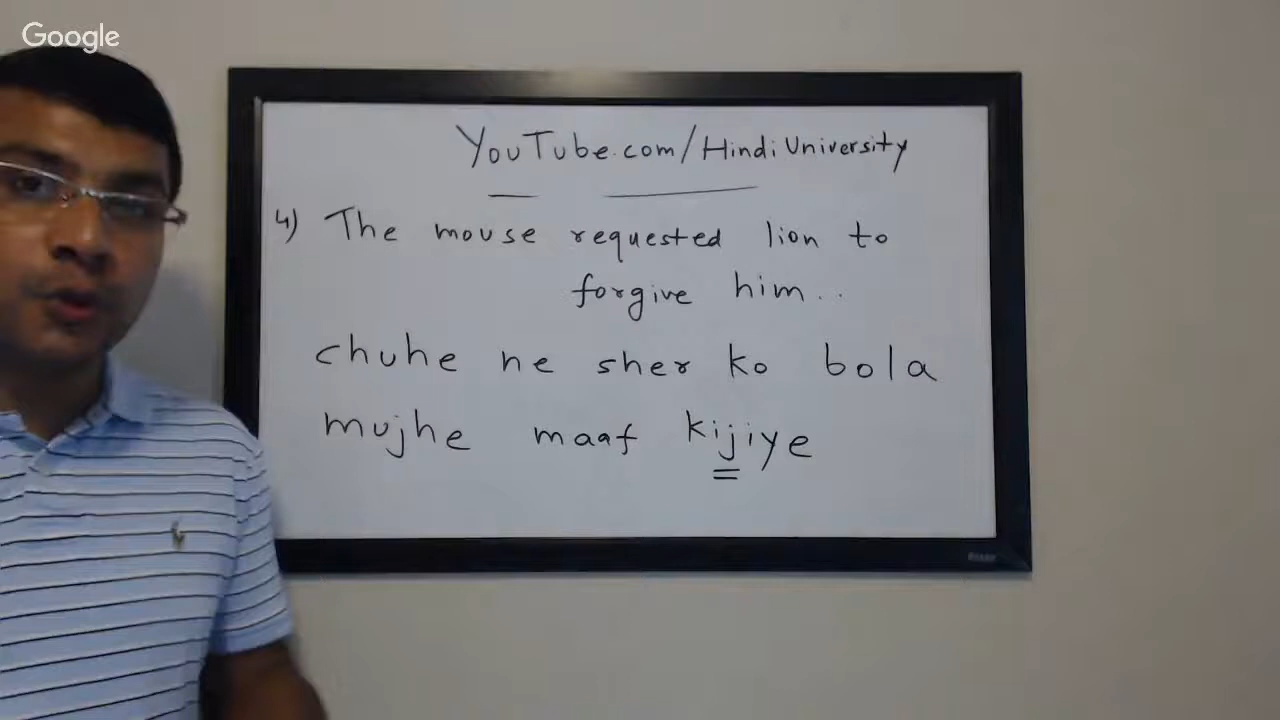 Google
YouTube.com/HindiUniversity
4) The mouse requested lion to
forgive him..
chuhe ne sher ko bola
mujhe maaf kijiye